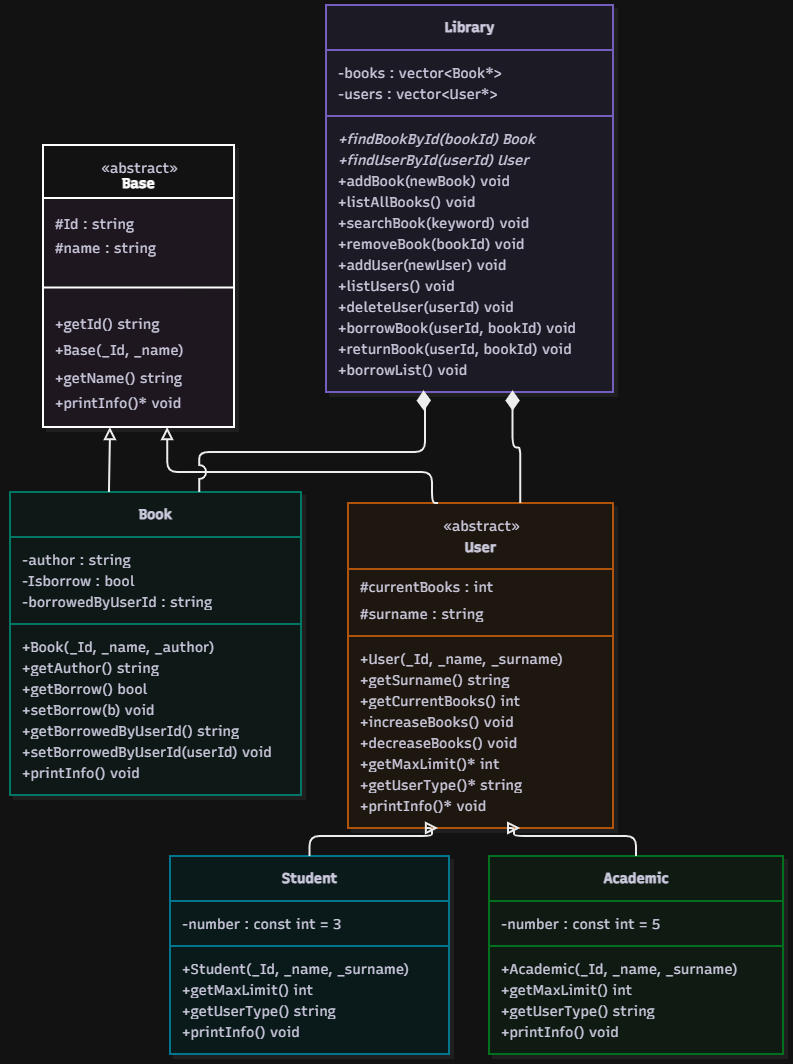 Library
-books : vector<Book*>
-users : vector<User*>
+findBookById(bookId) Book
+findUserById(userId) User
+addBook(newBook) void
+listAllBooks() void
+searchBook(keyword) void
+removeBook(bookId) void
+addUser(newUser) void
+listUsers() void
+deleteUser(userId) void
+borrowBook(userId, bookId) void
+returnBook(userId, bookId) void
+borrowList() void
«abstract»
Base
#Id : string
#name : string
+getId() string
+Base(_Id, _name)
+getName() string
+printInfo()* void
Book
-author : string
-Isborrow : bool
-borrowedByUserId : string
+Book(_Id, _name, _author)
+getAuthor() string
+getBorrow() bool
+setBorrow(b) void
+getBorrowedByUserId() string
+setBorrowedByUserId(userId) void
+printInfo() void
«abstract»
User
#currentBooks : int
#surname : string
+User(_Id, _name, _surname)
+getSurname() string
+getCurrentBooks() int
+increaseBooks() void
+decreaseBooks() void
+getMaxLimit()* int
+getUserType()* string
+printInfo()* void
Student
-number : const int = 3
+Student(_Id, _name, _surname)
+getMaxLimit() int
+getUserType() string
+printInfo() void
Academic
-number : const int = 5
+Academic(_Id, _name, _surname)
+getMaxLimit() int
+getUserType() string
+printInfo() void